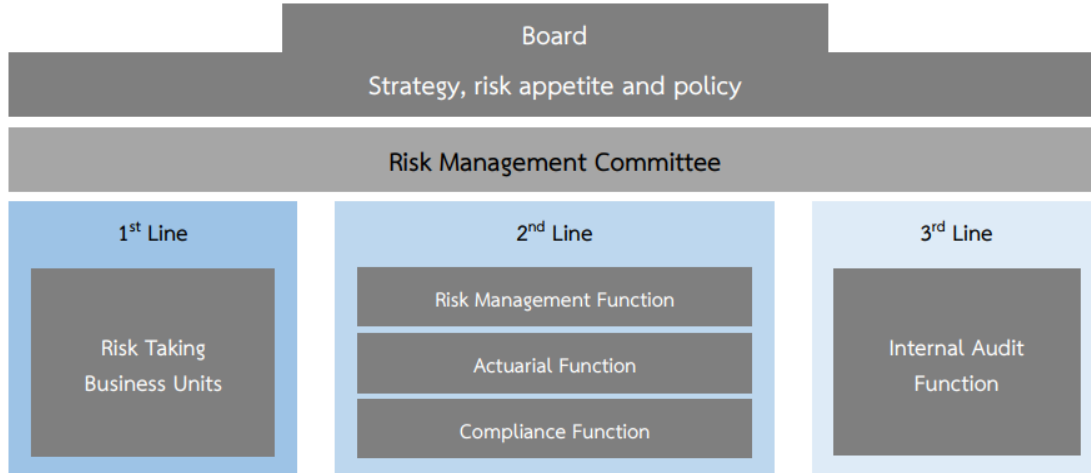 Board
Strategy, risk appetite and policy
Risk Management Committee
1st Line
2nd Line
3rd Line
Risk Taking
Business Units
Risk Management Function
Actuarial Function
Compliance Function
Internal Audit
Function